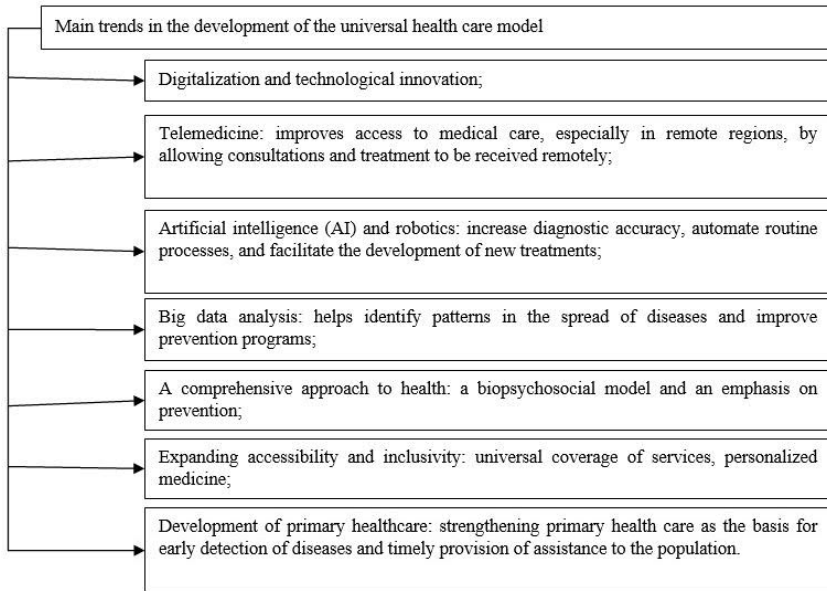 Main trends in the development of the universal health care model
Digitalization and technological innovation;
Telemedicine: improves access to medical care, especially in remote regions, by
allowing consultations and treatment to be received remotely;
Artificial intelligence (AI) and robotics: increase diagnostic accuracy, automate routine
processes, and facilitate the development of new treatments;
Big data analysis: helps identify patterns in the spread of diseases and improve
prevention programs;
A comprehensive approach to health: a biopsychosocial model and an emphasis on
prevention;
Expanding accessibility and inclusivity: universal coverage of services, personalized
medicine;
Development of primary healthcare: strengthening primary health care as the basis for
early detection of diseases and timely provision of assistance to the population.